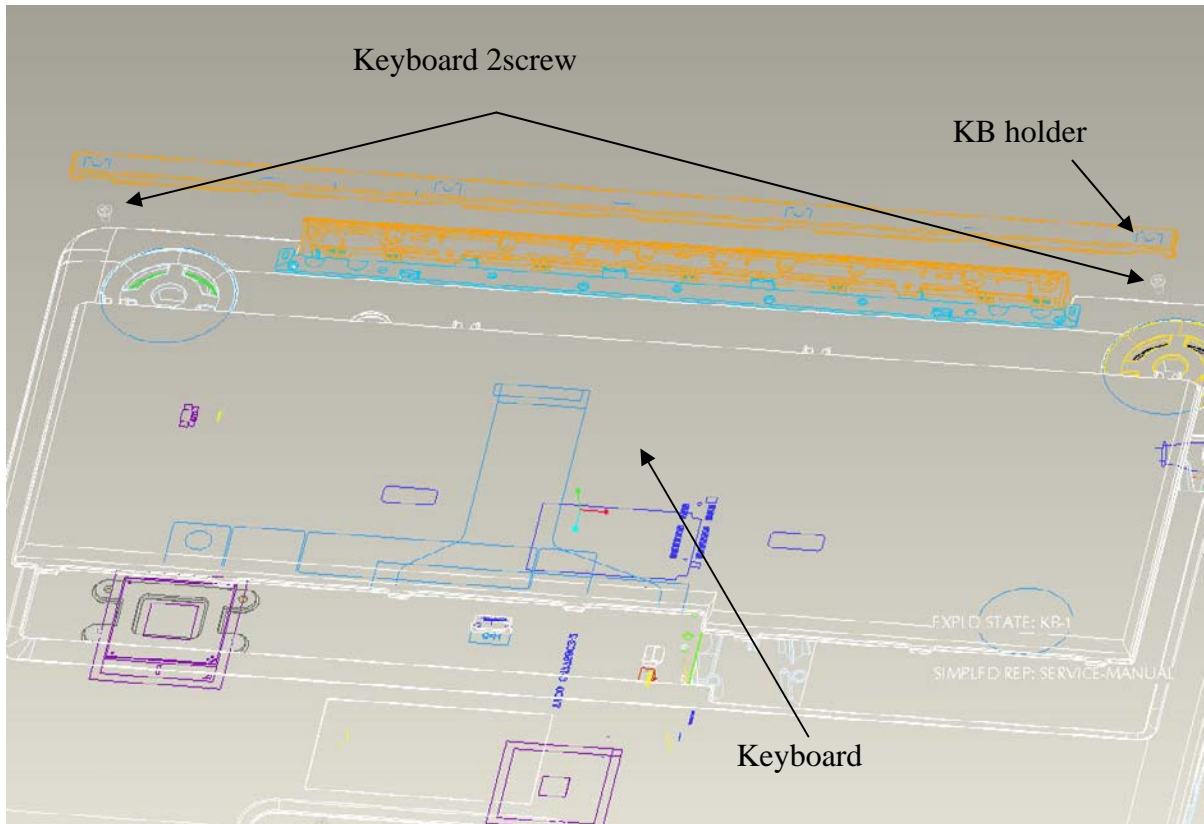 Keyboard 2screw
KB holder
EXPLD STATE: KB-1
SIMPLFD REP: SERVICE-MANUAL
Keyboard